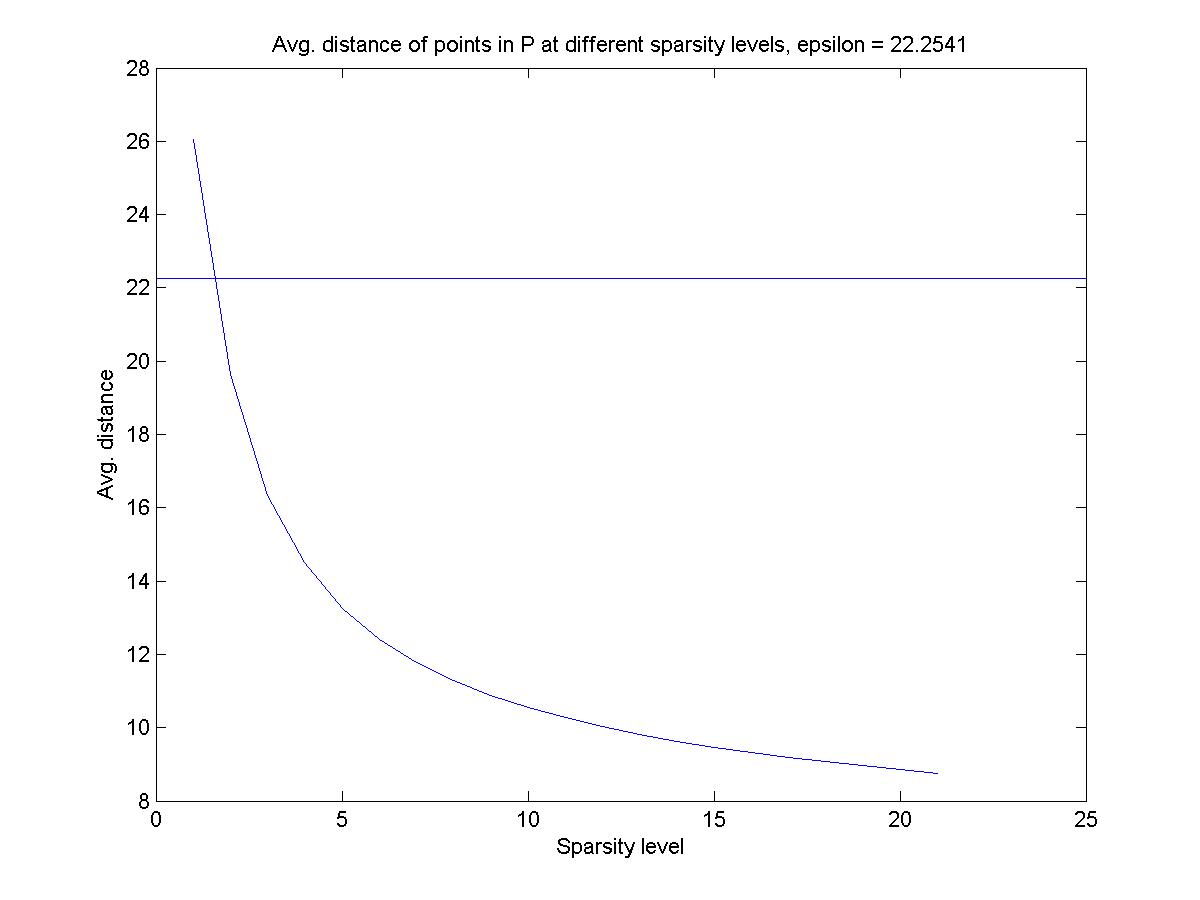 Avg. distance of points in P at different sparsity levels, epsilon = 22.2541
28
26
24
22
20
18
16
14
12
10
8
Avg. distance
0 5 10 15 20 25
Sparsity level